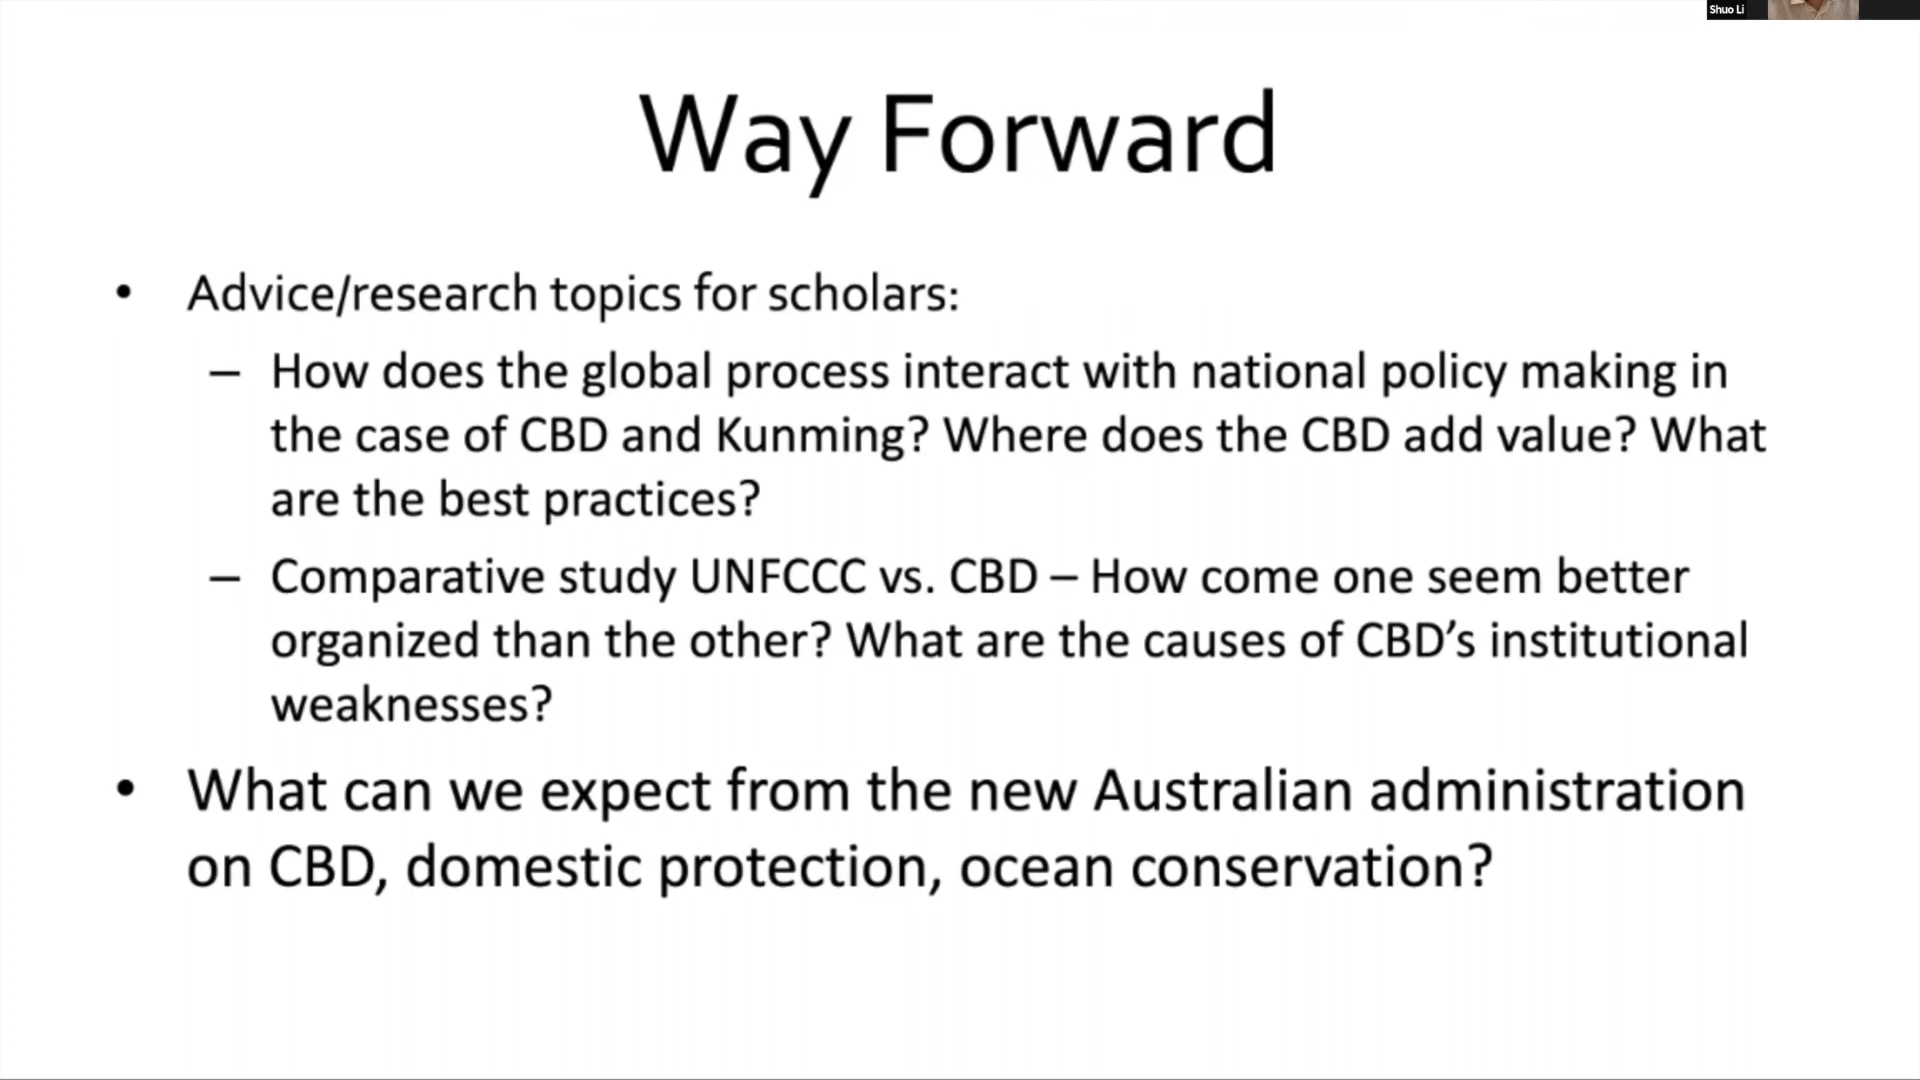 Shuo Li
Way Forward
• Advice/research topics for scholars:
– How does the global process interact with national policy making in
the case of CBD and Kunming? Where does the CBD add value? What
are the best practices?
– Comparative study UNFCCC vs. CBD – How come one seem better
organized than the other? What are the causes of CBD’s institutional
weaknesses?
• What can we expect from the new Australian administration
on CBD, domestic protection, ocean conservation?